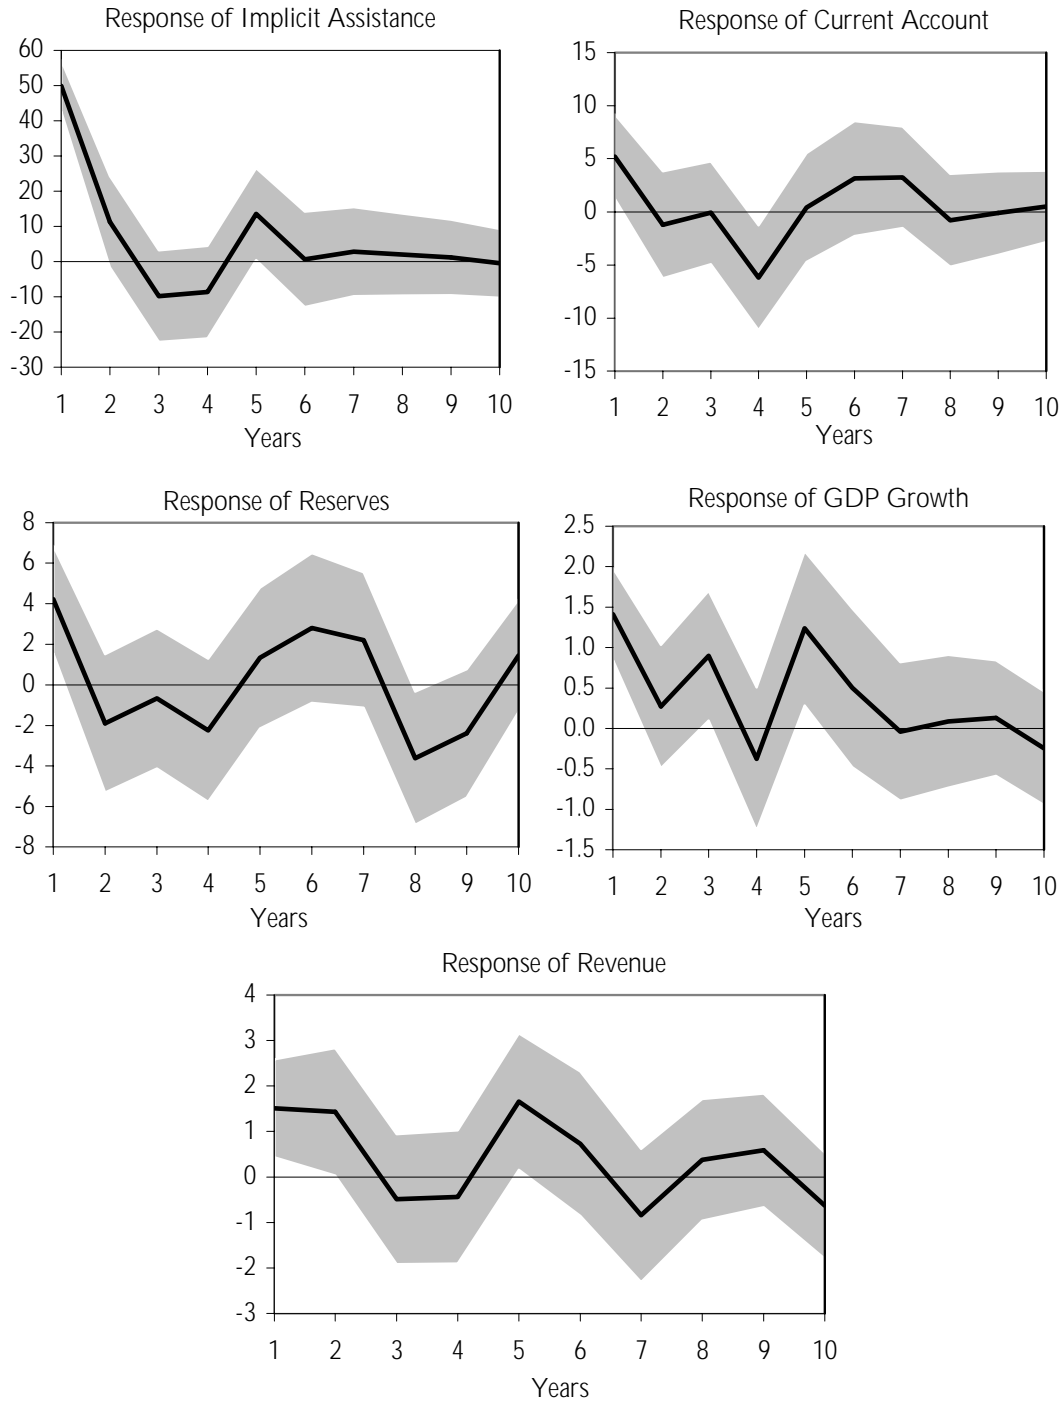 Response of Implicit Assistance
60
50
40
30
20
10
0
-10
-20
-30
1 2 3 4 5 6 7 8 9 10
Years
Response of Current Account
15
10
5
0
-5
-10
-15
1 2 3 4 5 6 7 8 9 10
Years
Response of Reserves
8
6
4
2
0
-2
-4
-6
-8
1 2 3 4 5 6 7 8 9 10
Years
Response of GDP Growth
2.5
2.0
1.5
1.0
0.5
0.0
-0.5
-1.0
-1.5
1 2 3 4 5 6 7 8 9 10
Years
Response of Revenue
4
3
2
1
0
-1
-2
-3
1 2 3 4 5 6 7 8 9 10
Years